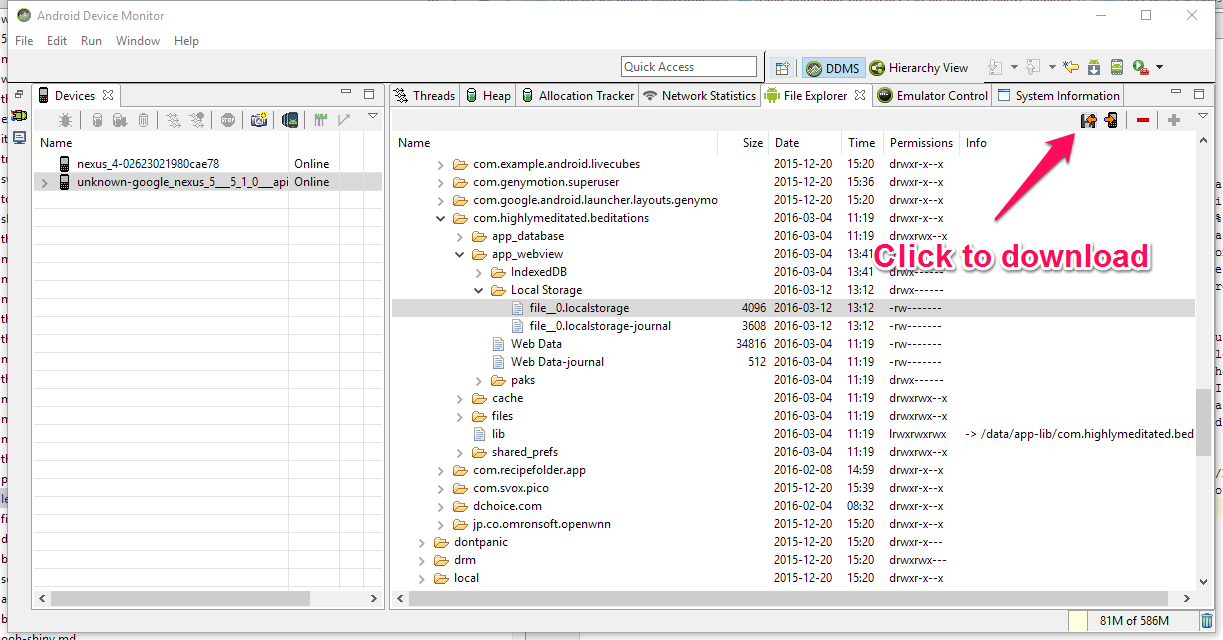 Android Device Monitor
File Edit Run Window Help
Quick Access
DDMS Hierarchy View
Devices
Threads Heap Allocation Tracker Network Statistics File Explorer Emulator Control System Information
Name
nexus_4-02623021980cae78 Online
unknown-google_nexus_5___5_1_0___api Online
Name Size Date Time Permissions Info
com.example.android.livecubes 2015-12-20 15:20 drwxr-x--x
com.genymotion.superuser 2015-12-20 15:36 drwxr-x--x
com.google.android.launcher.layouts.genymo 2015-12-20 15:20 drwxr-x--x
com.highlymeditated.beditations 2016-03-04 11:19 drwxr-x--x
app_database 2016-03-04 11:19 drwxrwx--x
app_webview 2016-03-04 13:41
Click to download
IndexedDB 2016-03-04 13:41 drwx------
Local Storage 2016-03-12 13:12 drwx------
file__0.localstorage 4096 2016-03-12 13:12 -rw-------
file__0.localstorage-journal 3608 2016-03-12 13:12 -rw-------
Web Data 34816 2016-03-04 11:19 -rw-------
Web Data-journal 512 2016-03-04 11:19 -rw-------
paks 2016-03-04 11:19 drwx------
cache 2016-03-04 11:19 drwxrwx--x
files 2016-03-04 11:19 drwxrwx--x
lib 2016-03-04 11:19 lrwxrwxrwx -> /data/app-lib/com.highlymeditated.bed
shared_prefs 2016-03-04 11:19 drwxrwx--x
com.recipefolder.app 2016-02-08 14:59 drwxr-x--x
com.svox.pico 2015-12-20 15:39 drwxr-x--x
dchoice.com 2016-02-04 08:32 drwxr-x--x
jp.co.omronsoft.openwnn 2015-12-20 15:20 drwxr-x--x
dontpanic 2015-12-20 15:20 drwxr-x---
drm 2015-12-20 15:20 drwxrwx---
local 2015-12-20 15:20 drwxr-x--x
81M of 586M
ooh-shiny.md